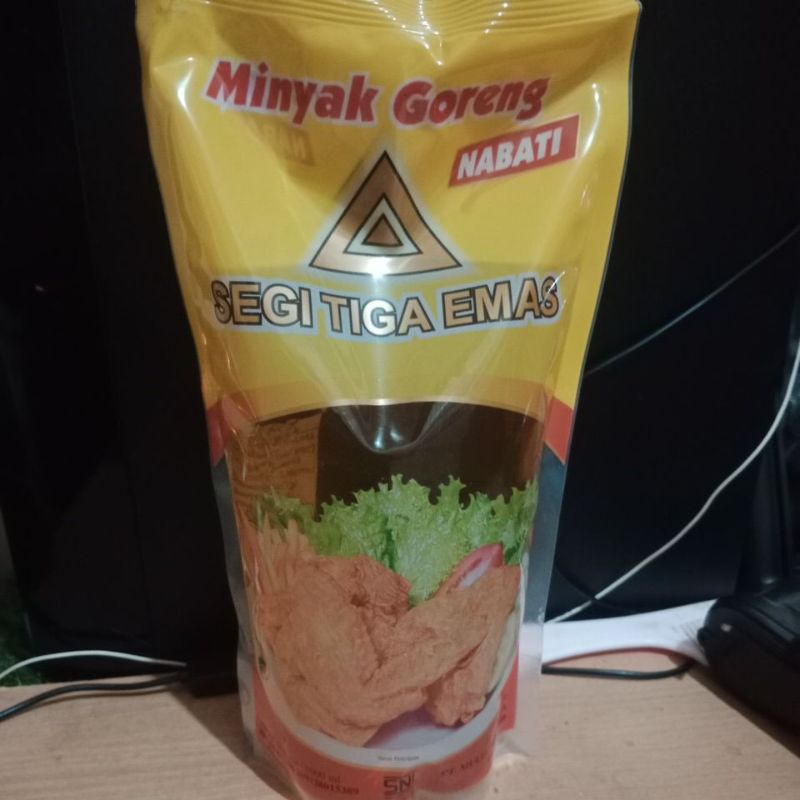 Minyak Goreng
NABATI
SEGI TIGA EMAS